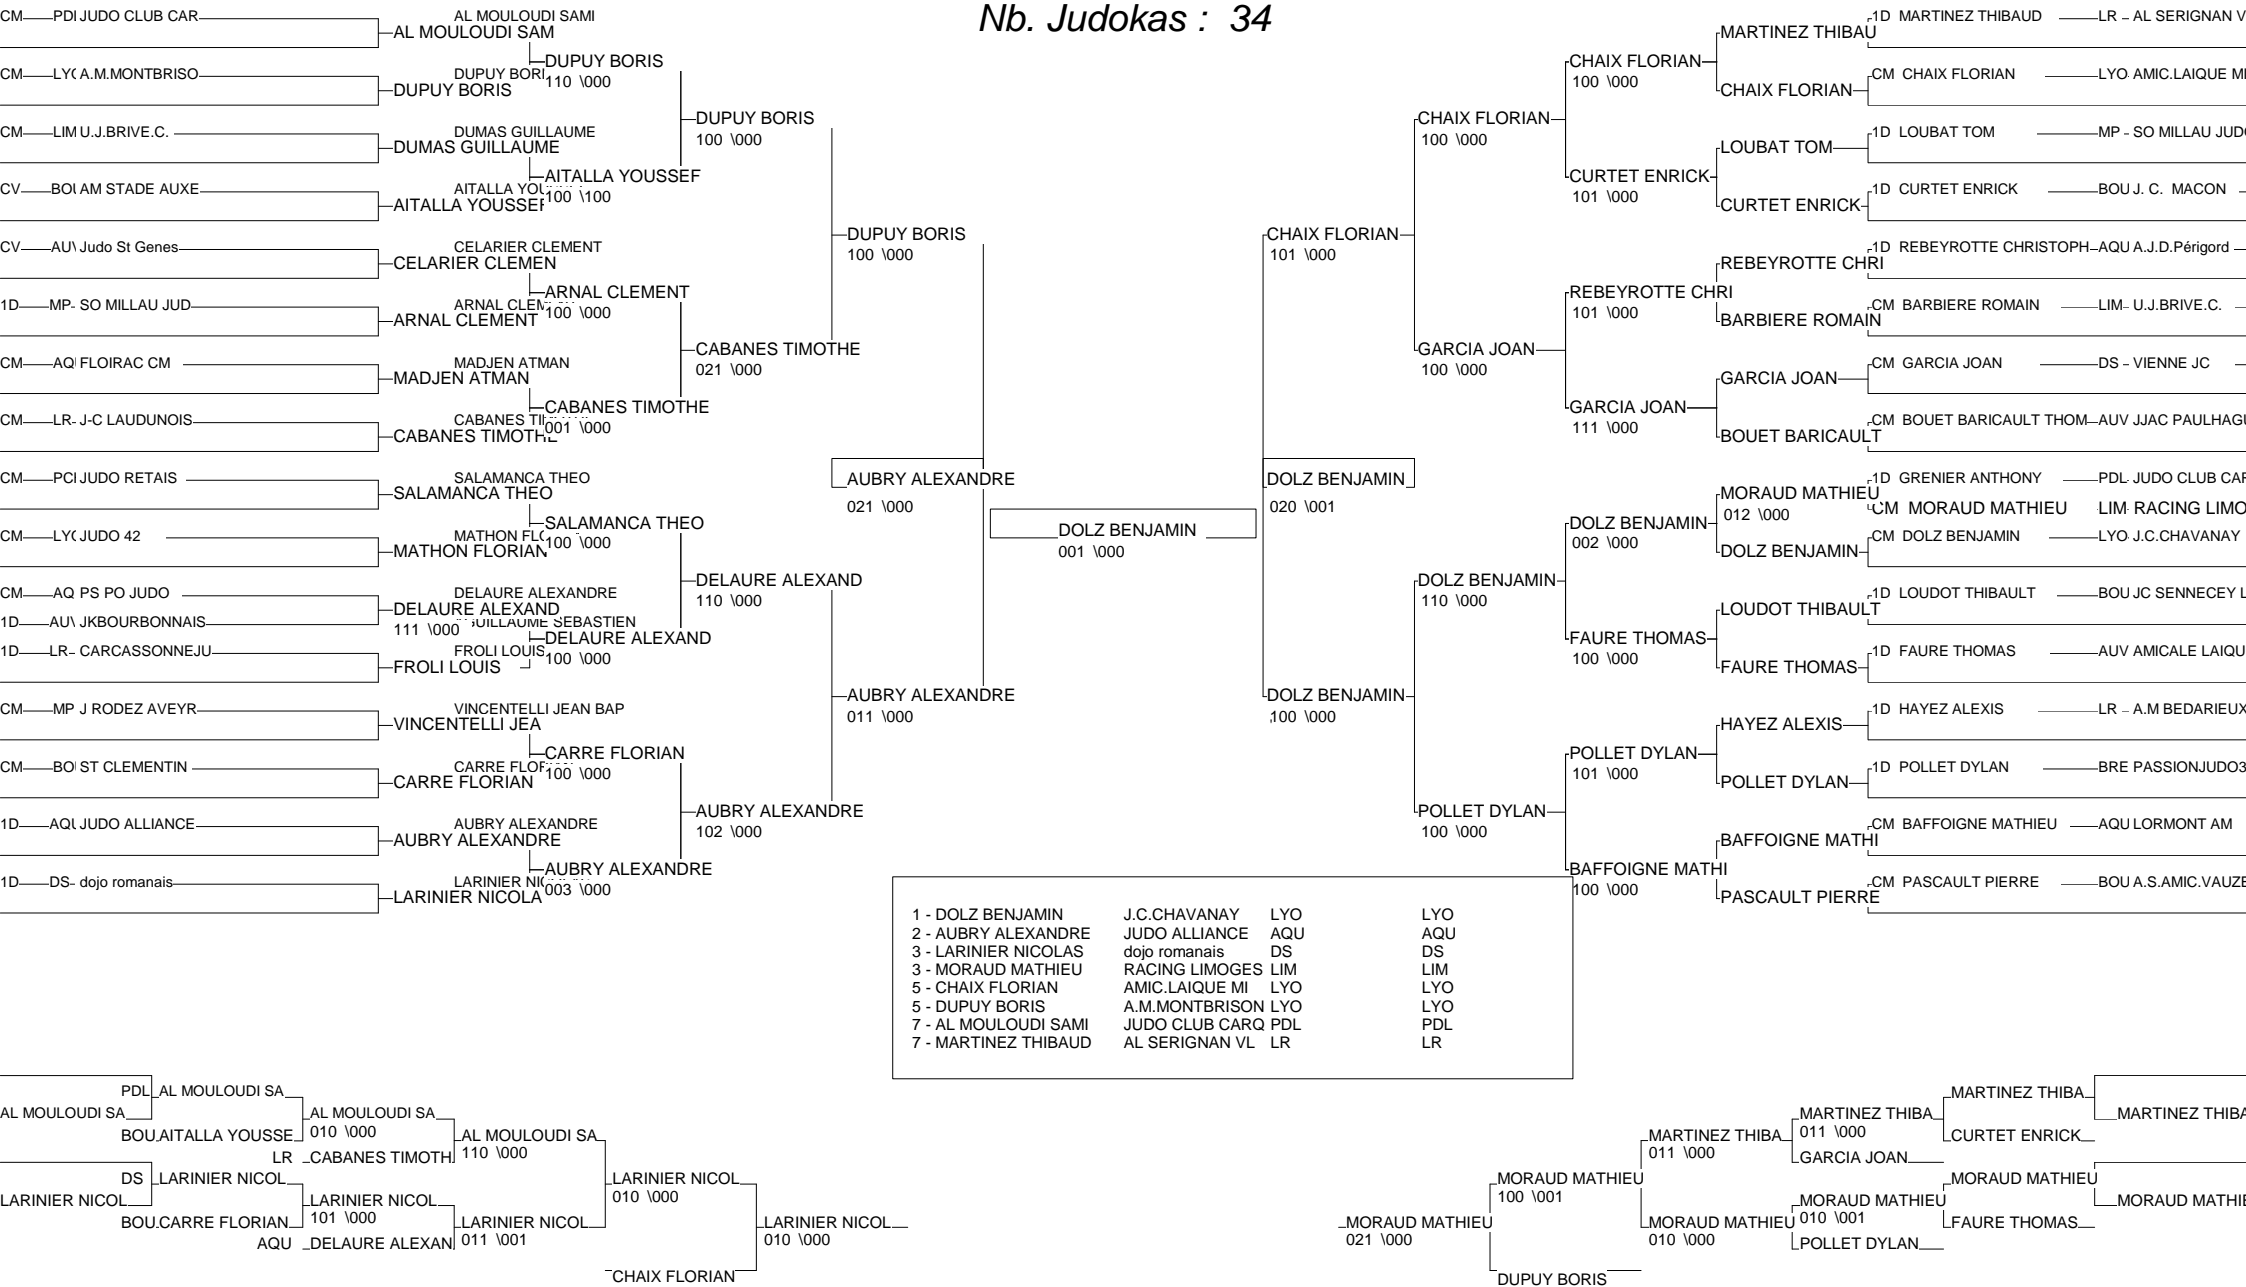 Nb. Judokas : 34
CM PDI JUDO CLUB CAR AL MOULOUDI SAMI
AL MOULOUDI SAM
DUPUY BORIS
110 \000
CM LY( A.M.MONTBRISO DUPUY BORI
DUPUY BORIS
DUPUY BORIS
100 \000
CM LIM U.J.BRIVE.C. DUMAS GUILLAUME
DUMAS GUILLAUME
AITALLA YOUSSEF
100 \100
CV BOU AM STADE AUXE AITALLA YOU
AITALLA YOUSSEF
DUPUY BORIS
100 \000
CV AU\ Judo St Genes CELARIER CLEMENT
CELARIER CLEMEN
ARNAL CLEMENT
100 \000
1D MP- SO MILLAU JUD ARNAL CLEM
ARNAL CLEMENT
CABANES TIMOTHE
021 \000
CM AQ FLOIRAC CM MADJEN ATMAN
MADJEN ATMAN
CABANES TIMOTHE
001 \000
CM LR- J-C LAUDUNOIS CABANES TI
CABANES TIMOTHE
AUBRY ALEXANDRE
021 \000
CM PCI JUDO RETAIS SALAMANCA THEO
SALAMANCA THEO
SALAMANCA THEO
100 \000
CM LY( JUDO 42 MATHON FLO
MATHON FLORIAN
DELAURE ALEXAND
110 \000
CM AQ PS PO JUDO DELAURE ALEXANDRE
DELAURE ALEXAND
111 \000
1D AU\ JKBOURBONNAIS GUILLAUME SEBASTIEN
DELAURE ALEXAND
100 \000
1D LR- CARCASSONNEJU FROLI LOUIS
FROLI LOUIS
AUBRY ALEXANDRE
011 \000
CM MP J RODEZ AVEYR VINCENTELLI JEAN BAP
VINCENTELLI JEA
CARRE FLORIAN
100 \000
CM BO ST CLEMENTIN CARRE FLOR
CARRE FLORIAN
AUBRY ALEXANDRE
102 \000
1D AQU JUDO ALLIANCE AUBRY ALEXANDRE
AUBRY ALEXANDRE
AUBRY ALEXANDRE
003 \000
1D DS- dojo romanais LARINIER NI
LARINIER NICOLA
DOLZ BENJAMIN
001 \000
MARTINEZ THIBAU
1D MARTINEZ THIBAUD LR – AL SERIGNAN V
CHAIX FLORIAN
100 \000
CM CHAIX FLORIAN LYO AMIC.LAIQUE MI
CHAIX FLORIAN
CHAIX FLORIAN
100 \000
1D LOUBAT TOM MP - SO MILLAU JUD
LOUBAT TOM
CURTET ENRICK
101 \000
1D CURTET ENRICK BOU J. C. MACON
CURTET ENRICK
CHAIX FLORIAN
101 \000
1D REBEYROTTE CHRISTOPH AQU A.J.D.Périgord
REBEYROTTE CHRI
REBEYROTTE CHRI
101 \000
CM BARBIERE ROMAIN LIM- U.J.BRIVE.C.
BARBIERE ROMAIN
GARCIA JOAN
100 \000
CM GARCIA JOAN DS – VIENNE JC
GARCIA JOAN
GARCIA JOAN
111 \000
CM BOUET BARICAULT THOM AUV JJAC PAULHAGU
BOUET BARICAULT
DOLZ BENJAMIN
020 \001
1D GRENIER ANTHONY PDL JUDO CLUB CAR
MORAUD MATHIEU
012 \000
CM MORAUD MATHIEU LIM RACING LIMO
DOLZ BENJAMIN
002 \000
CM DOLZ BENJAMIN LYO J.C.CHAVANAY
DOLZ BENJAMIN
DOLZ BENJAMIN
110 \000
1D LOUDOT THIBAULT BOU JC SENNECEY L
LOUDOT THIBAULT
FAURE THOMAS
100 \000
1D FAURE THOMAS AUV AMICALE LAIQU
FAURE THOMAS
DOLZ BENJAMIN
100 \000
1D HAYEZ ALEXIS LR – A.M BEDARIEUX
HAYEZ ALEXIS
POLLET DYLAN
101 \000
1D POLLET DYLAN BRE PASSIONJUDO3
POLLET DYLAN
POLLET DYLAN
100 \000
CM BAFFOIGNE MATHIEU AQU LORMONT AM
BAFFOIGNE MATHI
BAFFOIGNE MATHI
100 \000
CM PASCAULT PIERRE BOU A.S.AMIC.VAUZE
PASCAULT PIERRE
1 - DOLZ BENJAMIN J.C.CHAVANAY LYO LYO
2 - AUBRY ALEXANDRE JUDO ALLIANCE AQU AQU
3 - LARINIER NICOLAS dojo romanais DS DS
3 - MORAUD MATHIEU RACING LIMOGES LIM LIM
5 - CHAIX FLORIAN AMIC.LAIQUE MI LYO LYO
5 - DUPUY BORIS A.M.MONTBRISON LYO LYO
7 - AL MOULOUDI SAMI JUDO CLUB CARQ PDL PDL
7 - MARTINEZ THIBAUD AL SERIGNAN VL LR LR
PDL AL MOULOUDI SA
AL MOULOUDI SA AL MOULOUDI SA
010 \000
BOU AITALLA YOUSSE AL MOULOUDI SA
110 \000
LR CABANES TIMOTH
DS LARINIER NICOL LARINIER NICOL
010 \000
LARINIER NICOL LARINIER NICOL
101 \000
BOU CARRE FLORIAN LARINIER NICOL
011 \001
LARINIER NICOL
010 \000
AQU DELAURE ALEXAN
CHAIX FLORIAN
MARTINEZ THIBA
MARTINEZ THIBA MARTINEZ THIBA
011 \000
MARTINEZ THIBA CURTET ENRICK
011 \000
GARCIA JOAN
MORAUD MATHIEU MORAUD MATHIEU
100 \001
MORAUD MATHIEU MORAUD MATHIE
010 \001
MORAUD MATHIEU MORAUD MATHIEU FAURE THOMAS
021 \000 010 \000
POLLET DYLAN
DUPUY BORIS